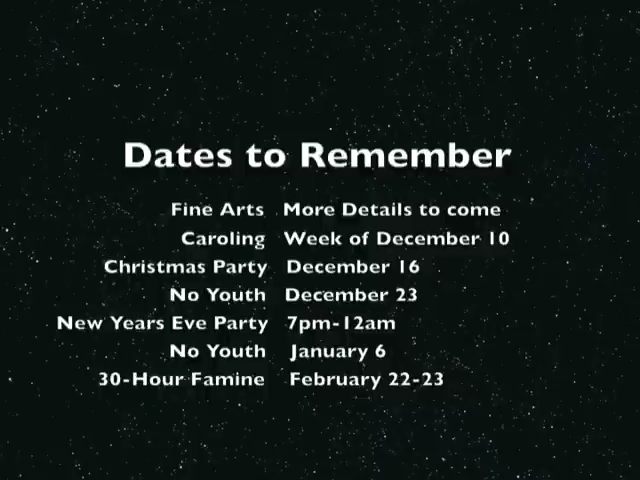 Dates to Remember
Fine Arts More Details to come
Caroling Week of December 10
Christmas Party December 16
No Youth December 23
New Years Eve Party 7pm-12am
No Youth January 6
30-Hour Famine February 22-23